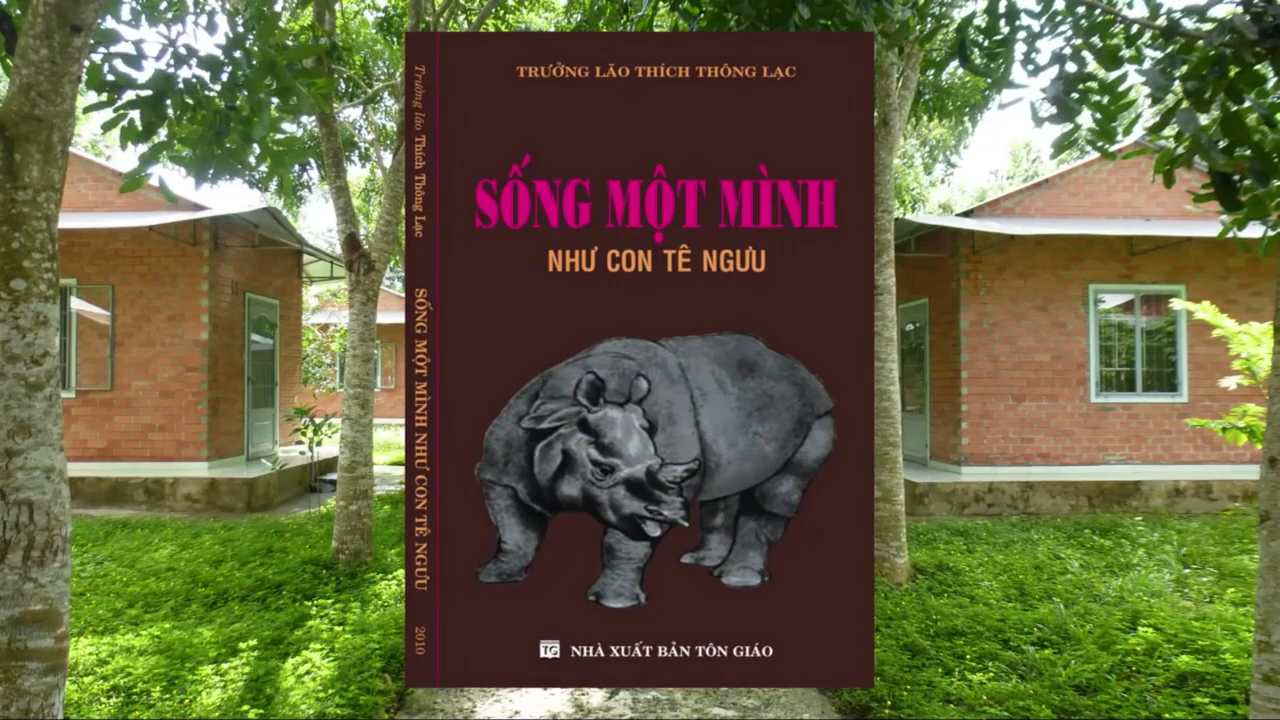 TRƯỞNG LÃO THÍCH THÔNG LẠC
SỐNG MỘT MÌNH
NHƯ CON TÊ NGƯU
TG NHÀ XUẤT BẢN TÔN GIÁO
Trưởng lão Thích Thông Lạc
SỐNG MỘT MÌNH NHƯ CON TÊ NGƯU
2010